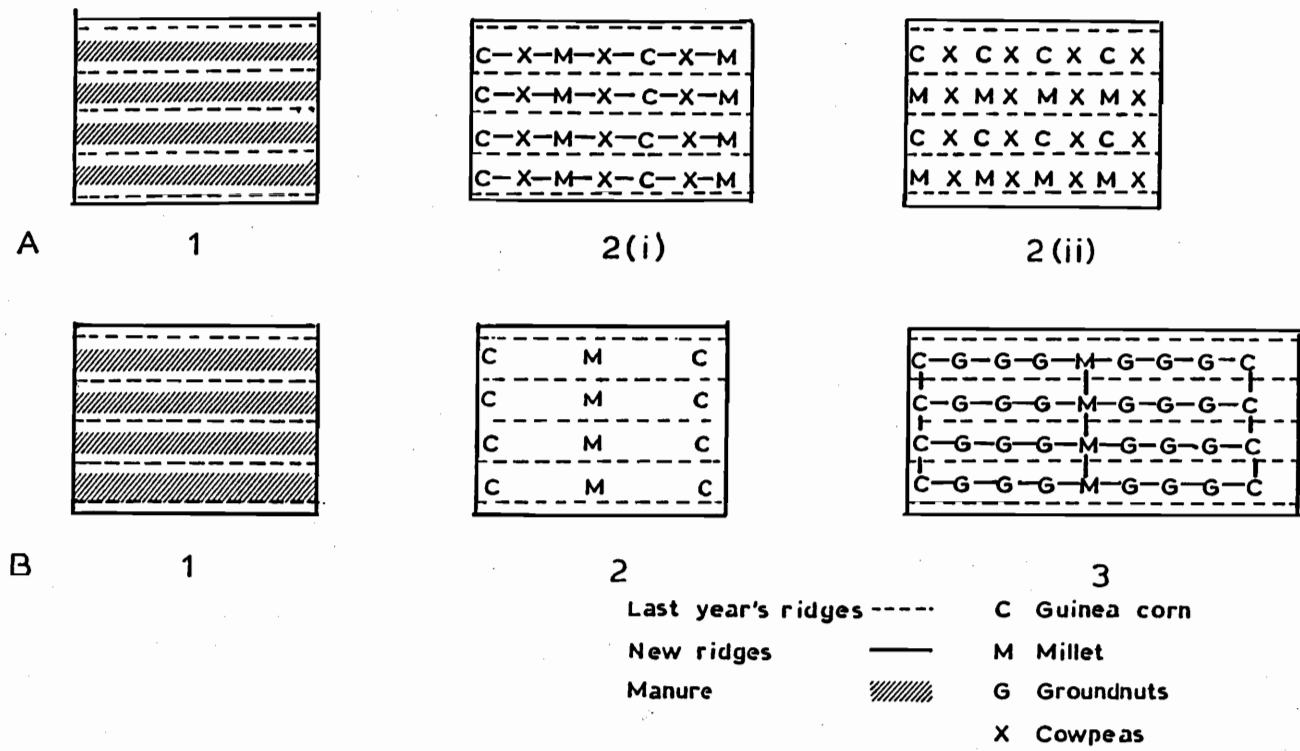 C-X-M-X-C-X-M
C-X-M-X-C-X-M
C-X-M-X-C-X-M
C-X-M-X-C-X-M
C X C X C X C X
M X M X M X M X
C X C X C X C X
M X M X M X M X
A 1 2(i) 2(ii)
C M C
C M C
C M C
C M C
C-G-G-G-M-G-G-G-C
C-G-G-G-M-G-G-G-C
C-G-G-G-M-G-G-G-C
C-G-G-G-M-G-G-G-C
B 1 2 3
Last year's ridges C Guinea corn
New ridges M Millet
Manure G Groundnuts
X Cowpeas